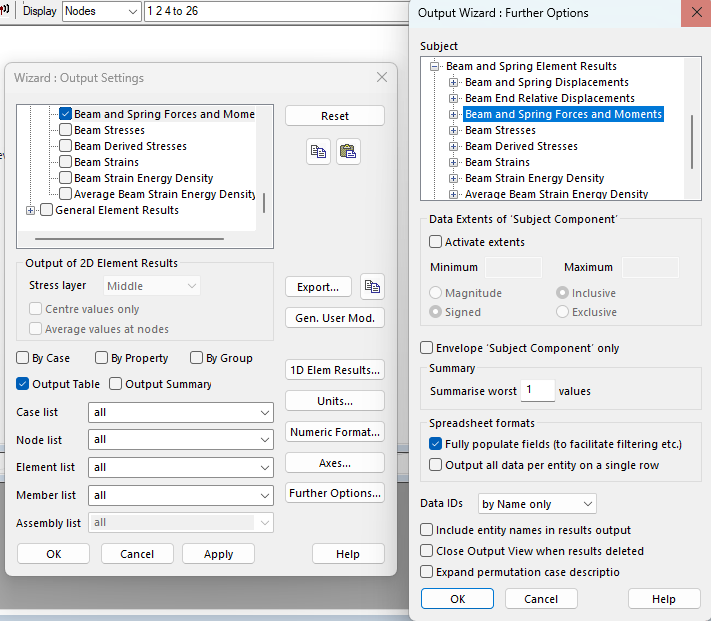 Display Nodes 1 2 4 to 26
Wizard : Output Settings
Beam and Spring Forces and Mome
Beam Stresses
Beam Derived Stresses
Beam Strains
Beam Strain Energy Density
Average Beam Strain Energy Density
General Element Results
Output of 2D Element Results
Stress layer Middle
Centre values only
Average values at nodes
By Case By Property By Group
Output Table Output Summary
Case list all
Node list all
Element list all
Member list all
Assembly list all
OK Cancel Apply Help
Reset
Export...
Gen. User Mod.
1D Elem Results...
Units...
Numeric Format...
Axes...
Further Options...
Output Wizard : Further Options
Subject
Beam and Spring Element Results
Beam and Spring Displacements
Beam End Relative Displacements
Beam and Spring Forces and Moments
Beam Stresses
Beam Derived Stresses
Beam Strains
Beam Strain Energy Density
Average Beam Strain Energy Density
Data Extents of 'Subject Component'
Activate extents
Minimum Maximum
Magnitude Inclusive
Signed Exclusive
Envelope 'Subject Component' only
Summary
Summarise worst 1 values
Spreadsheet formats
Fully populate fields (to facilitate filtering etc.)
Output all data per entity on a single row
Data IDs by Name only
Include entity names in results output
Close Output View when results deleted
Expand permutation case descriptio
OK Cancel Help